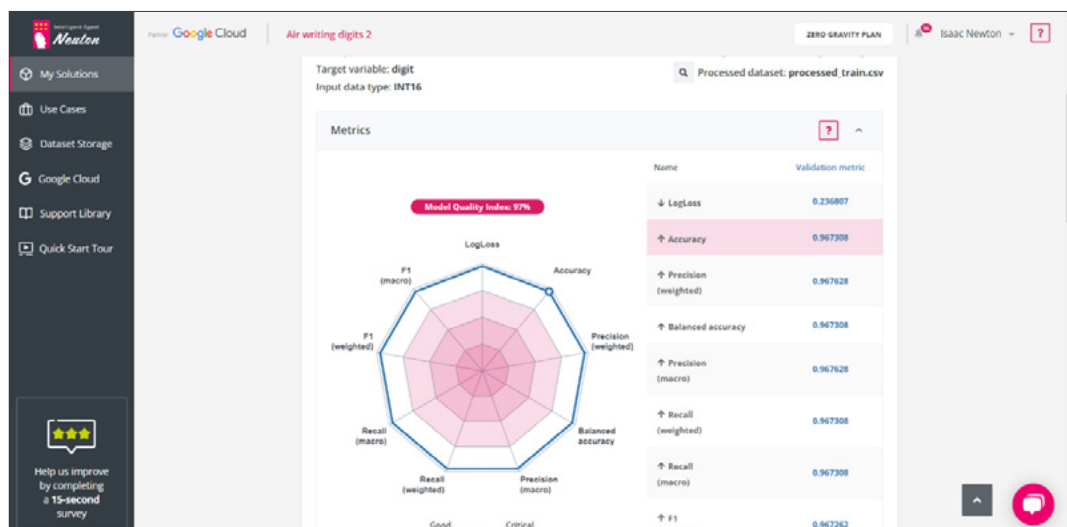 Intelligent Agent
Neuton
My Solutions
Use Cases
Dataset Storage
Google Cloud
Support Library
Quick Start Tour
Help us improve
by completing
a 15-second
survey
Partner Google Cloud
Air writing digits 2
ZERO GRAVITY PLAN
Isaac Newton
?
Target variable: digit
Input data type: INT16
Processed dataset: processed_train.csv
Metrics
?
Model Quality Index: 97%
LogLoss
Accuracy
Precision
(weighted)
Balanced
accuracy
Precision
(macro)
Recall
(weighted)
Recall
(macro)
F1
(weighted)
F1
(macro)
Good
Critical
Name Validation metric
↓ LogLoss 0.236807
↑ Accuracy 0.967308
↑ Precision
(weighted) 0.967628
↑ Balanced accuracy 0.967308
↑ Precision
(macro) 0.967628
↑ Recall
(weighted) 0.967308
↑ Recall
(macro) 0.967308
↑ F1 0.967262